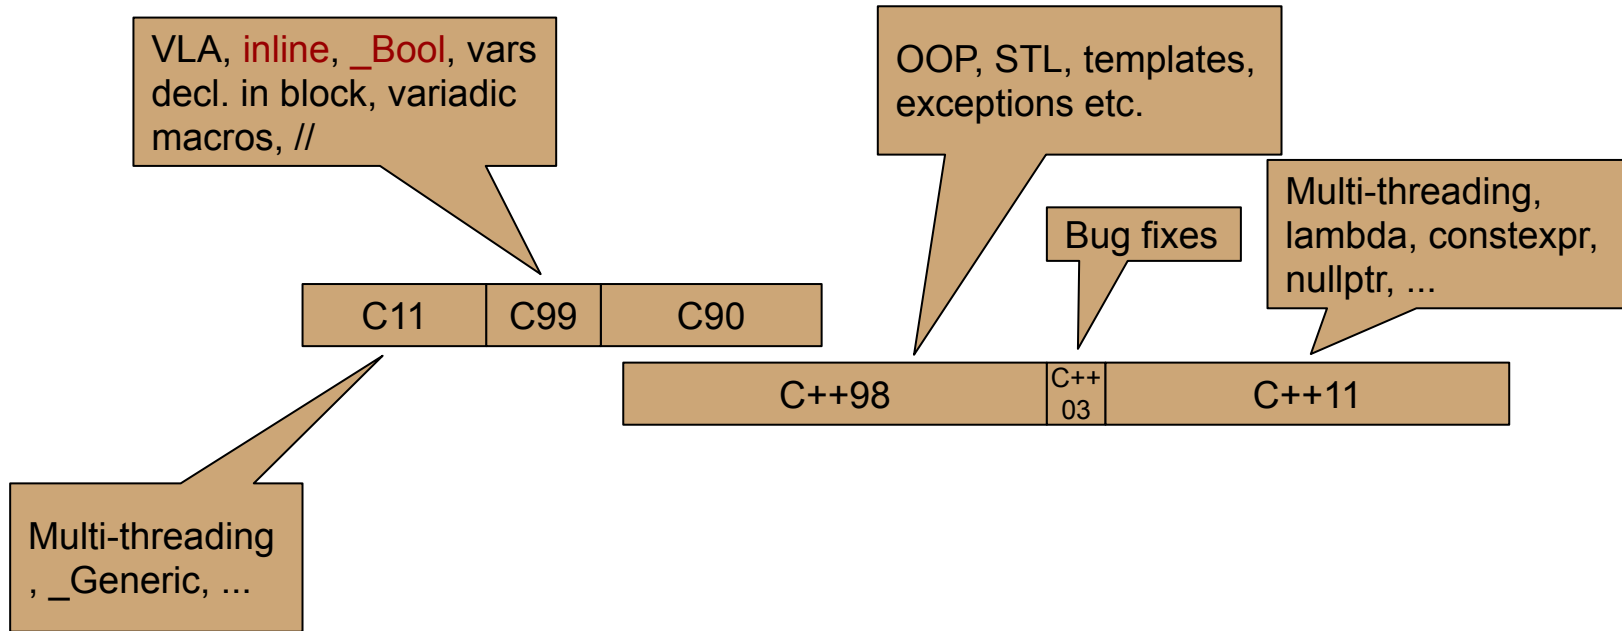 VLA, inline, _Bool, vars
decl. in block, variadic
macros, //
OOP, STL, templates,
exceptions etc.
Multi-threading,
lambda, constexpr,
nullptr, ...
Bug fixes
C11
C99
C90
C++98
C++
03
C++11
Multi-threading
, _Generic, ...